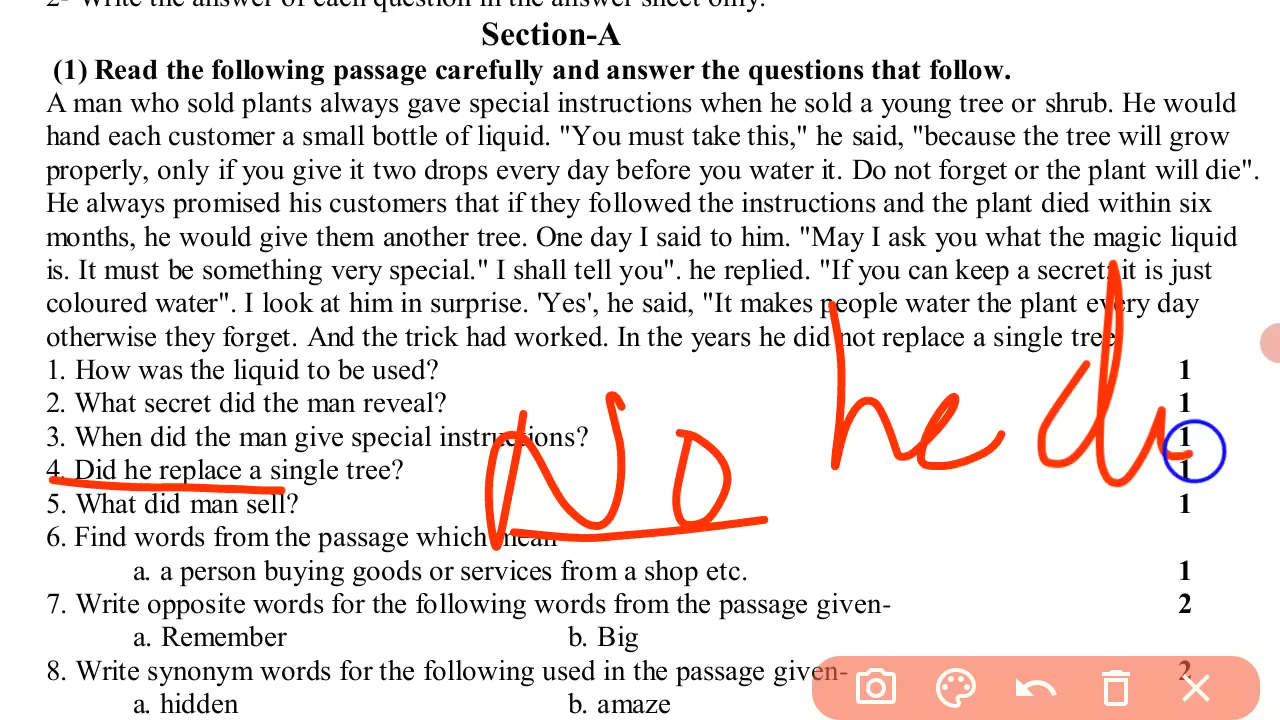 2- Write the answer of each question in the answer sheet only.
Section-A
(1) Read the following passage carefully and answer the questions that follow.
A man who sold plants always gave special instructions when he sold a young tree or shrub. He would
hand each customer a small bottle of liquid. "You must take this," he said, "because the tree will grow
properly, only if you give it two drops every day before you water it. Do not forget or the plant will die".
He always promised his customers that if they followed the instructions and the plant died within six
months, he would give them another tree. One day I said to him. "May I ask you what the magic liquid
is. It must be something very special." I shall tell you". he replied. "If you can keep a secret; it is just
coloured water". I look at him in surprise. 'Yes', he said, "It makes people water the plant every day
otherwise they forget. And the trick had worked. In the years he did not replace a single tree
1. How was the liquid to be used? 1
2. What secret did the man reveal? 1
3. When did the man give special instructions? 1
4. Did he replace a single tree? 1
No he di
5. What did man sell? 1
6. Find words from the passage which mean
a. a person buying goods or services from a shop etc. 1
7. Write opposite words for the following words from the passage given- 2
a. Remember b. Big
8. Write synonym words for the following used in the passage given- 2
a. hidden b. amaze